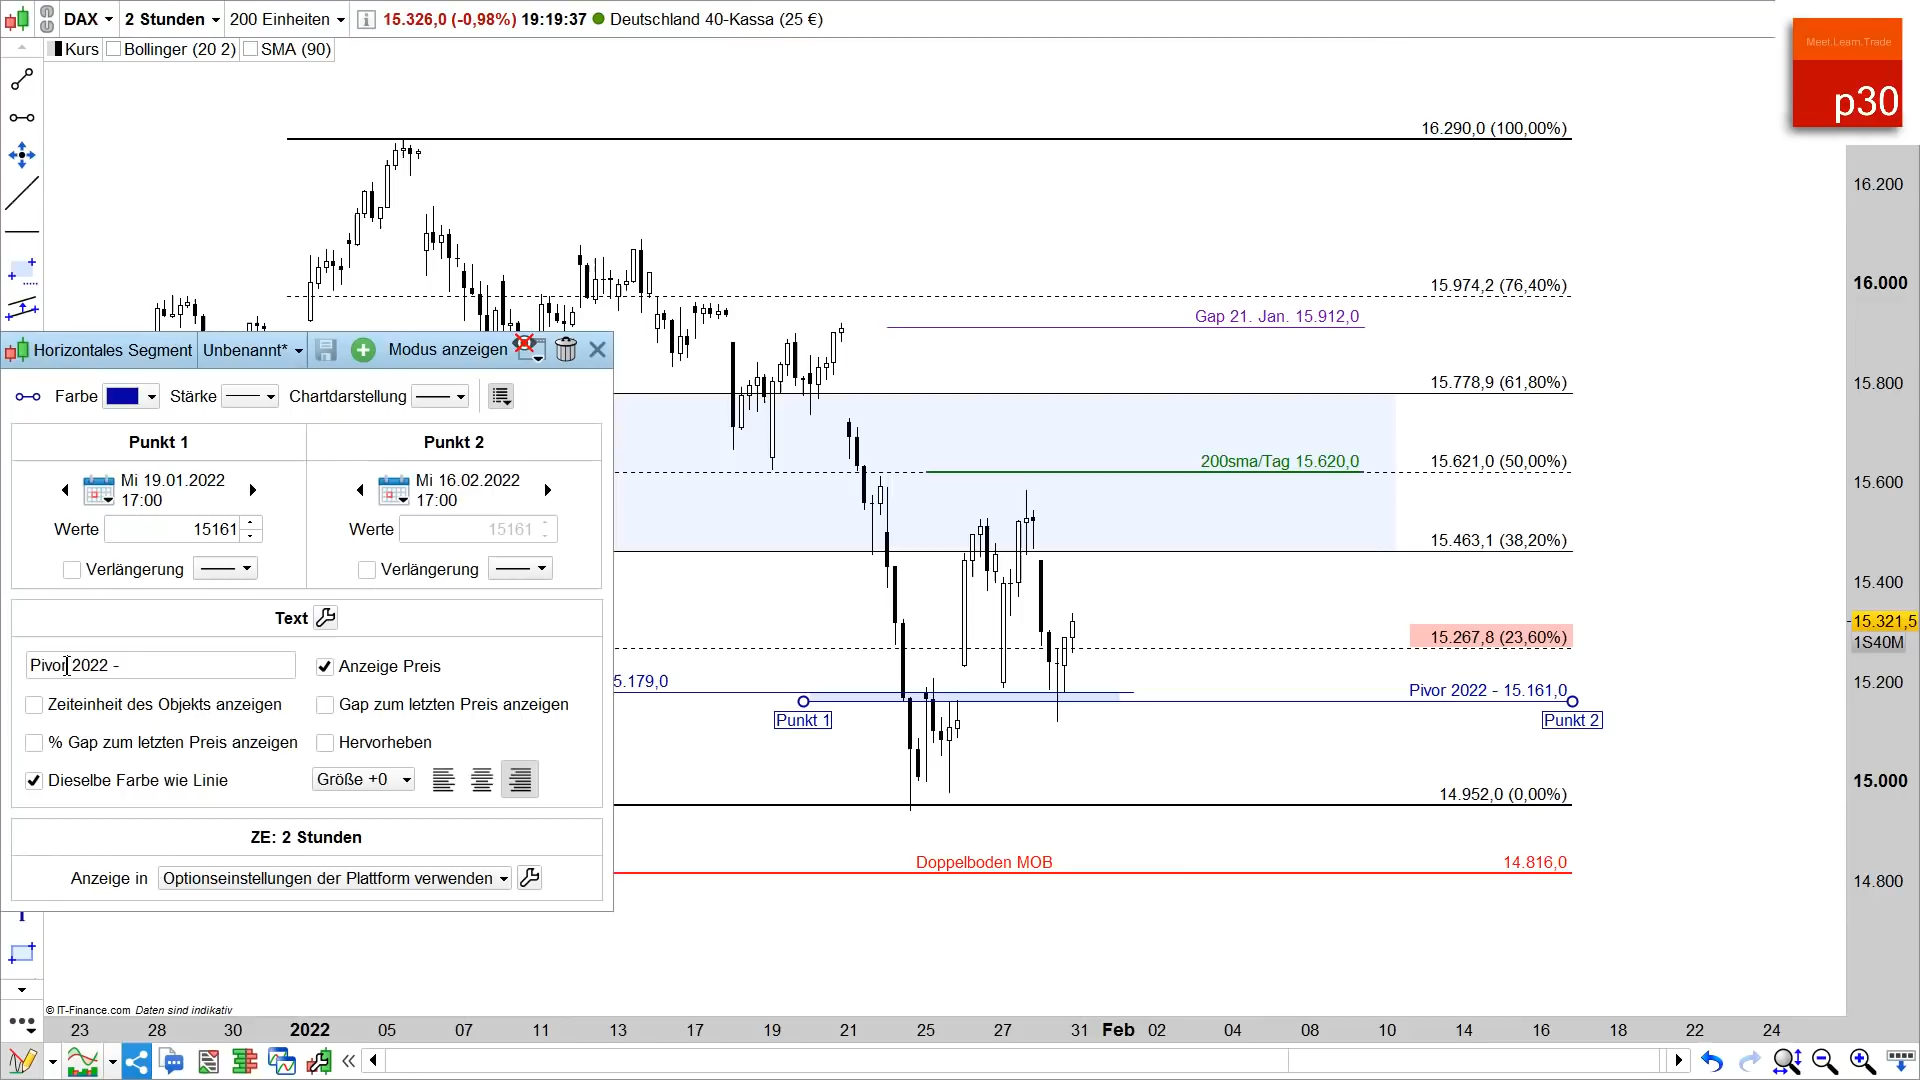 DAX 2 Stunden 200 Einheiten 15.326,0 (-0,98%) 19:19:37 Deutschland 40-Kassa (25 €)
Kurs Bollinger (20 2) SMA (90)
Meet.Learn.Trade
p30
16.290,0 (100,00%)
16.200
15.974,2 (76,40%)
16.000
Gap 21. Jan. 15.912,0
15.778,9 (61,80%)
15.800
200sma/Tag 15.620,0
15.621,0 (50,00%)
15.600
15.463,1 (38,20%)
15.400
15.321,5
1S40M
15.267,8 (23,60%)
5.179,0
15.200
Pivor 2022 - 15.161,0
Punkt 1
Punkt 2
14.952,0 (0,00%)
15.000
Doppelboden MOB
14.816,0
14.800
Horizontales Segment Unbenannt* Modus anzeigen
Farbe Stärke Chartdarstellung
Punkt 1 Punkt 2
Mi 19.01.2022
17:00
Mi 16.02.2022
17:00
Werte 15161 Werte 15161
Verlängerung Verlängerung
Text
Pivor 2022 - Anzeige Preis
Zeiteinheit des Objekts anzeigen Gap zum letzten Preis anzeigen
% Gap zum letzten Preis anzeigen Hervorheben
Dieselbe Farbe wie Linie Größe +0
ZE: 2 Stunden
Anzeige in Optionseinstellungen der Plattform verwenden
© IT-Finance.com Daten sind indikativ
23 28 30 2022 05 07 11 13 17 19 21 25 27 31 Feb 02 04 08 10 14 16 18 22 24